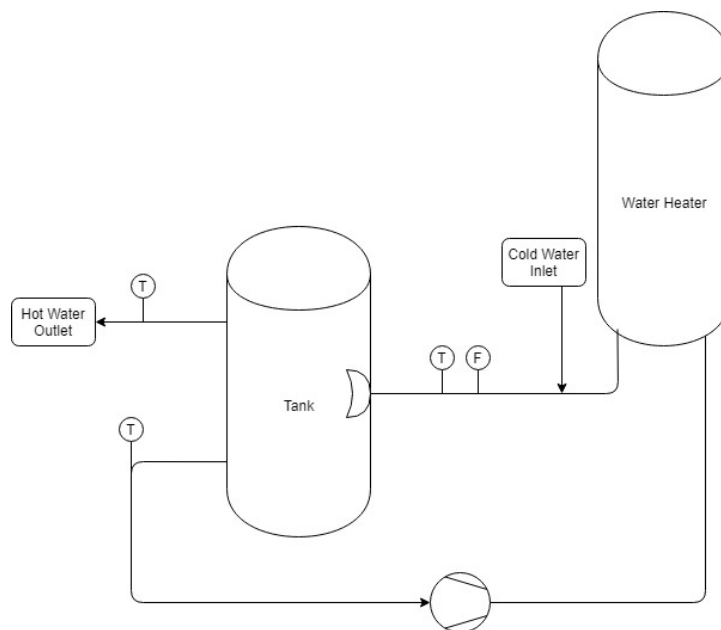 Water Heater
Cold Water
Inlet
T
Hot Water
Outlet
T
F
Tank
T